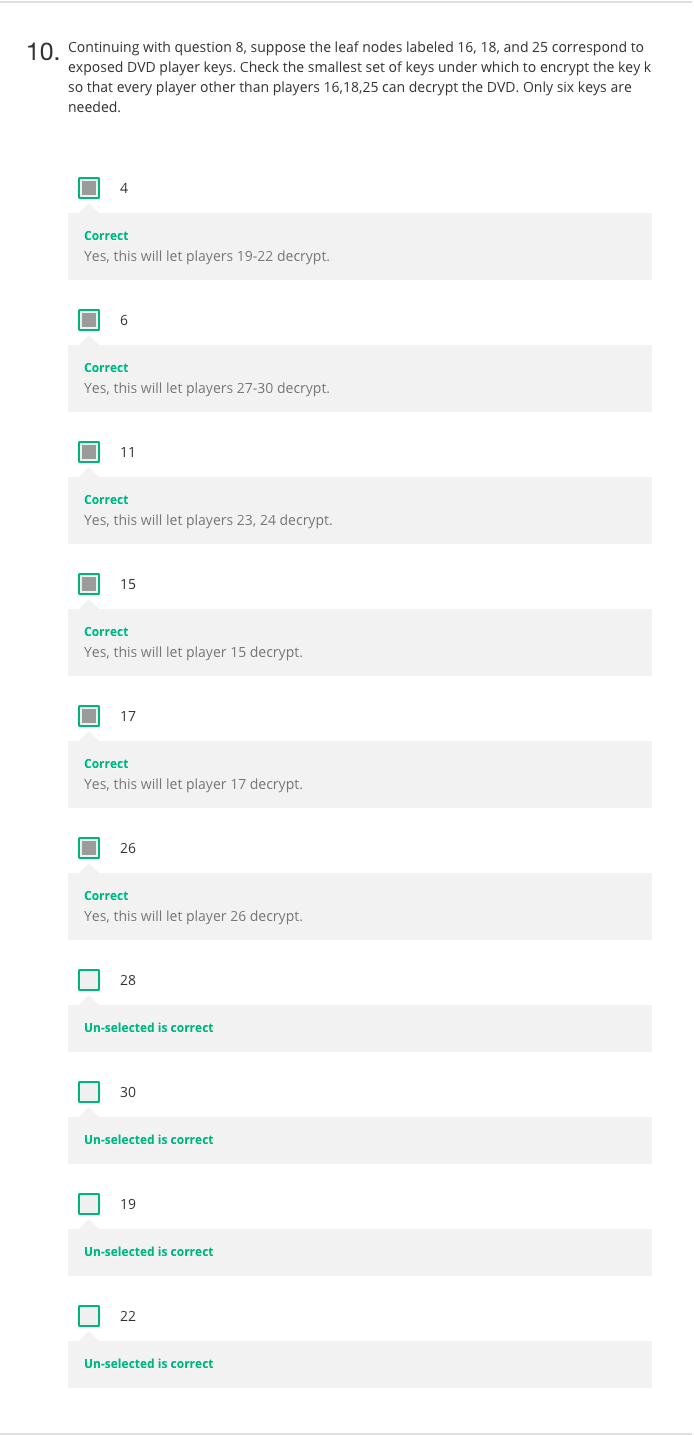 10. Continuing with question 8, suppose the leaf nodes labeled 16, 18, and 25 correspond to
exposed DVD player keys. Check the smallest set of keys under which to encrypt the key k
so that every player other than players 16,18,25 can decrypt the DVD. Only six keys are
needed.
4
Correct
Yes, this will let players 19-22 decrypt.
6
Correct
Yes, this will let players 27-30 decrypt.
11
Correct
Yes, this will let players 23, 24 decrypt.
15
Correct
Yes, this will let player 15 decrypt.
17
Correct
Yes, this will let player 17 decrypt.
26
Correct
Yes, this will let player 26 decrypt.
28
Un-selected is correct
30
Un-selected is correct
19
Un-selected is correct
22
Un-selected is correct